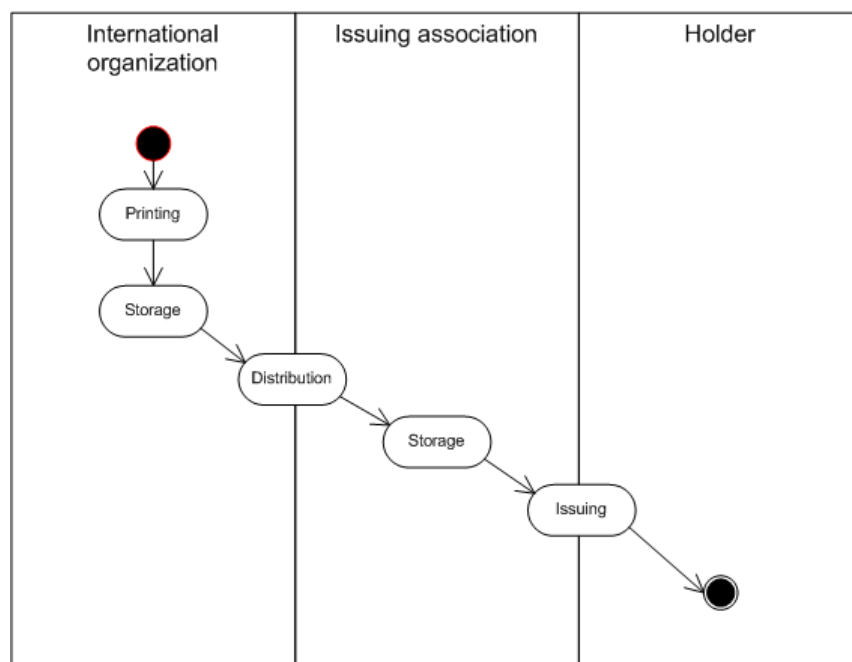 International
organization
Issuing association
Holder
Printing
Storage
Distribution
Storage
Issuing